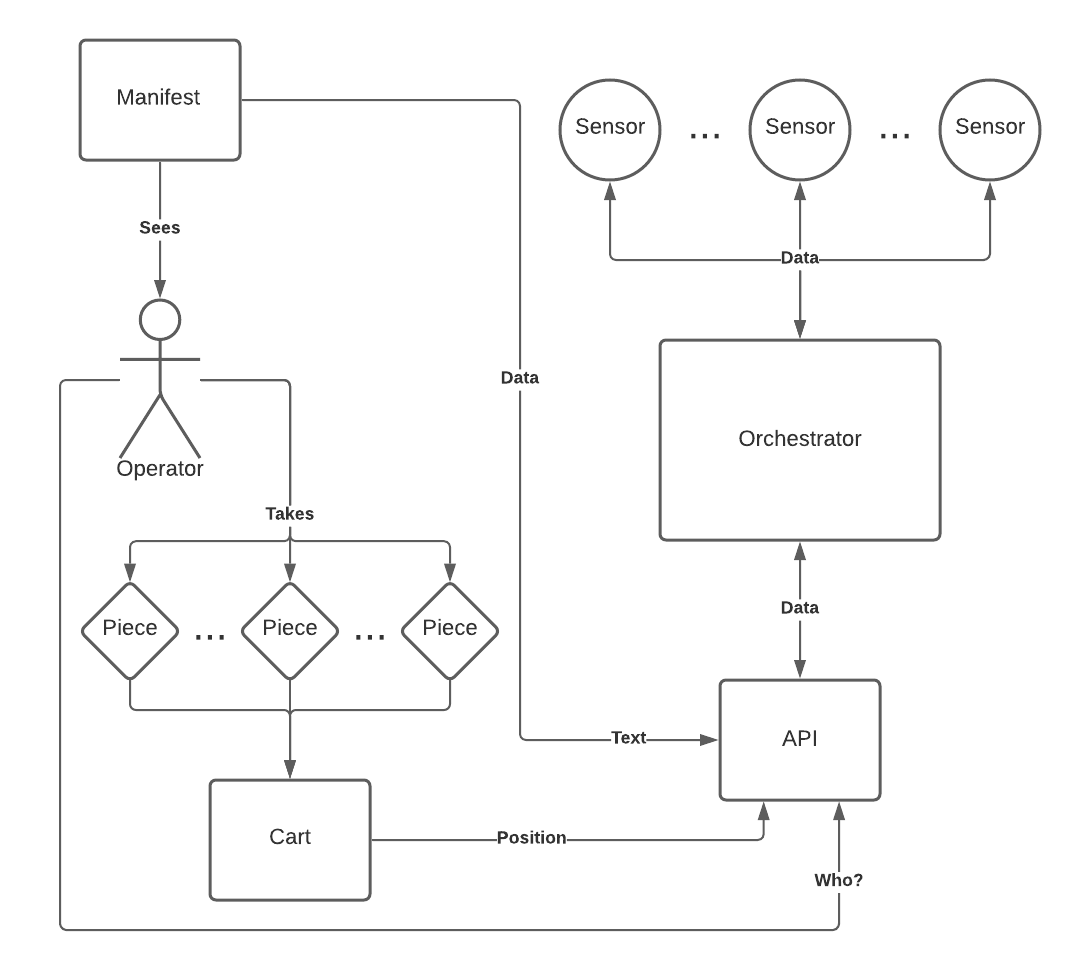 Manifest
Sensor
...
Sensor
...
Sensor
Sees
Data
Data
Orchestrator
Operator
Takes
Data
Piece
...
Piece
...
Piece
Text
API
Cart
Position
Who?